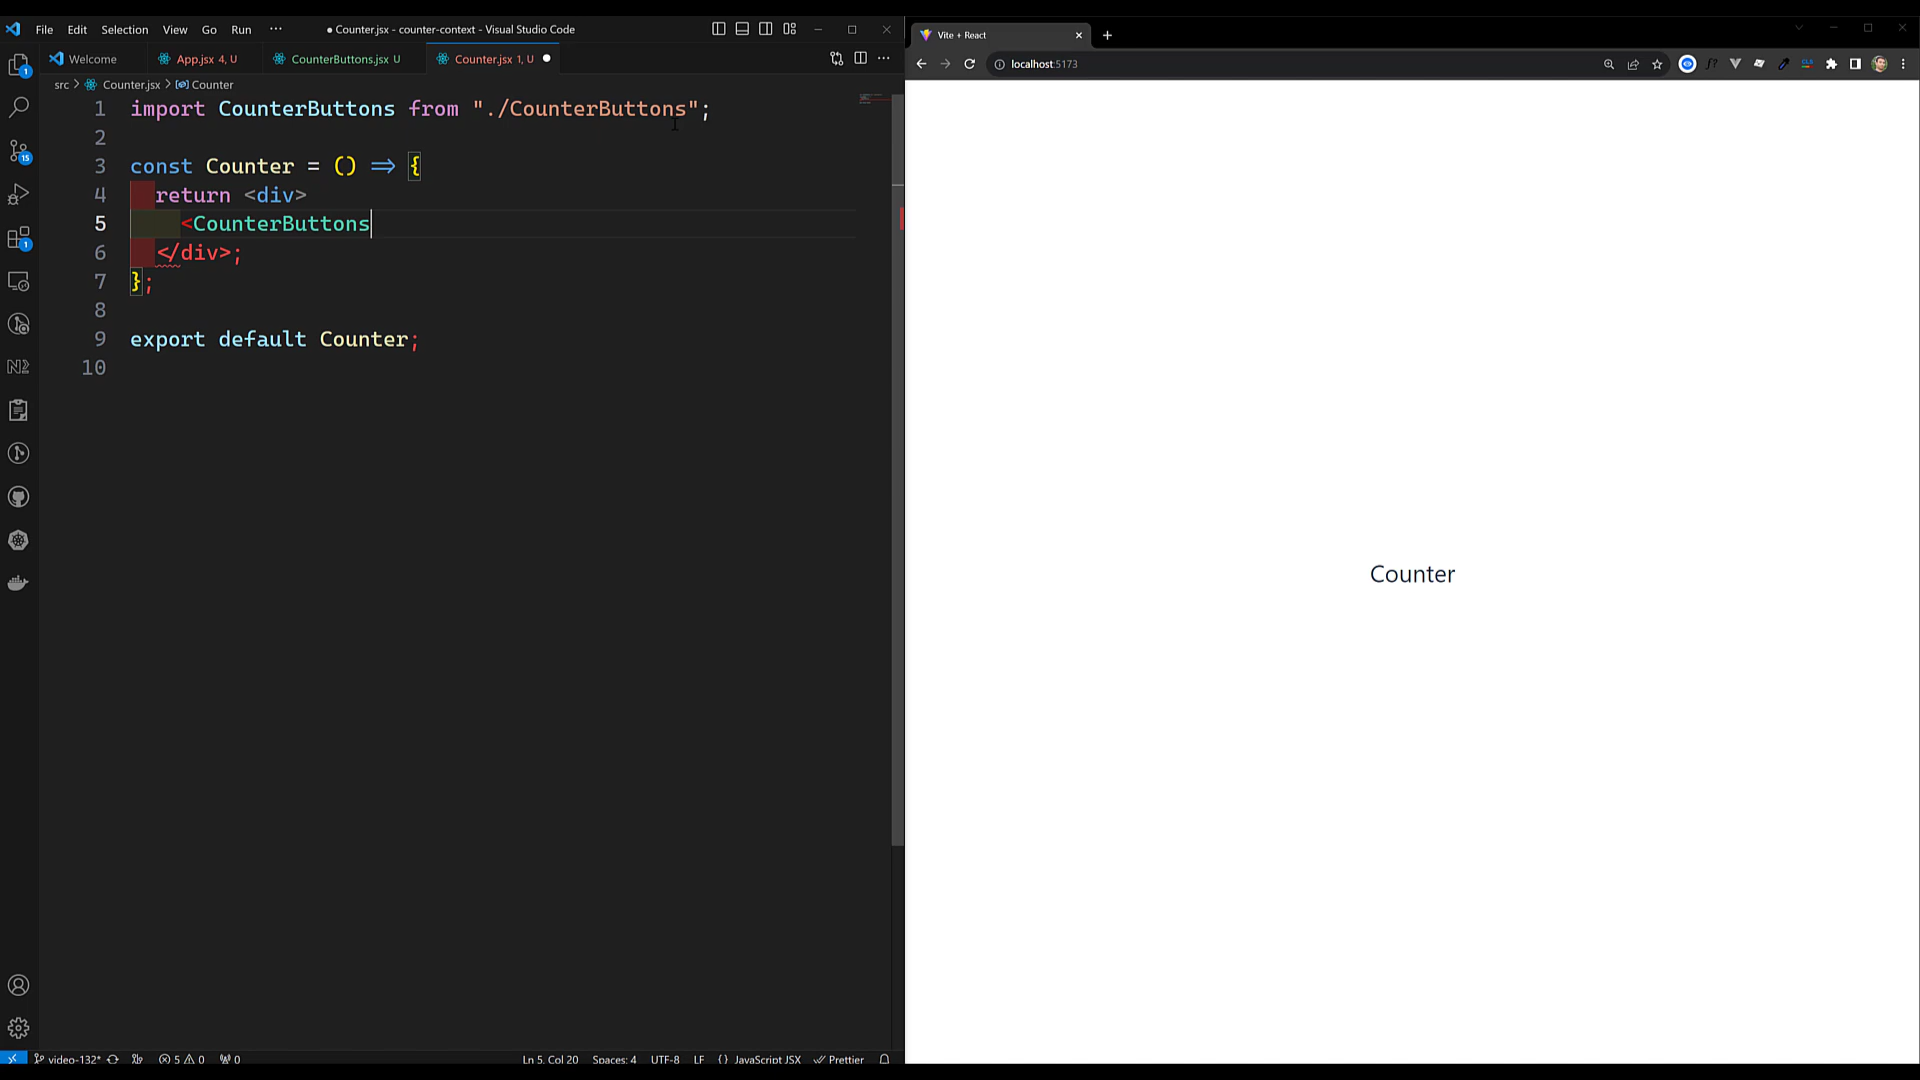 File Edit Selection View Go Run ··· ● Counter.jsx - counter-context - Visual Studio Code
Welcome App.jsx 4, U CounterButtons.jsx U Counter.jsx 1, U ●
src > Counter.jsx > Counter
1 import CounterButtons from "./CounterButtons";
2
3 const Counter = () => {
4 return <div>
5 <CounterButtons
6 </div>;
7 };
8
9 export default Counter;
10
1
15
1
video-132* 5 0 0 Ln 5, Col 20 Spaces: 4 UTF-8 LF {} JavaScript JSX Prettier
Vite + React
localhost:5173
Counter